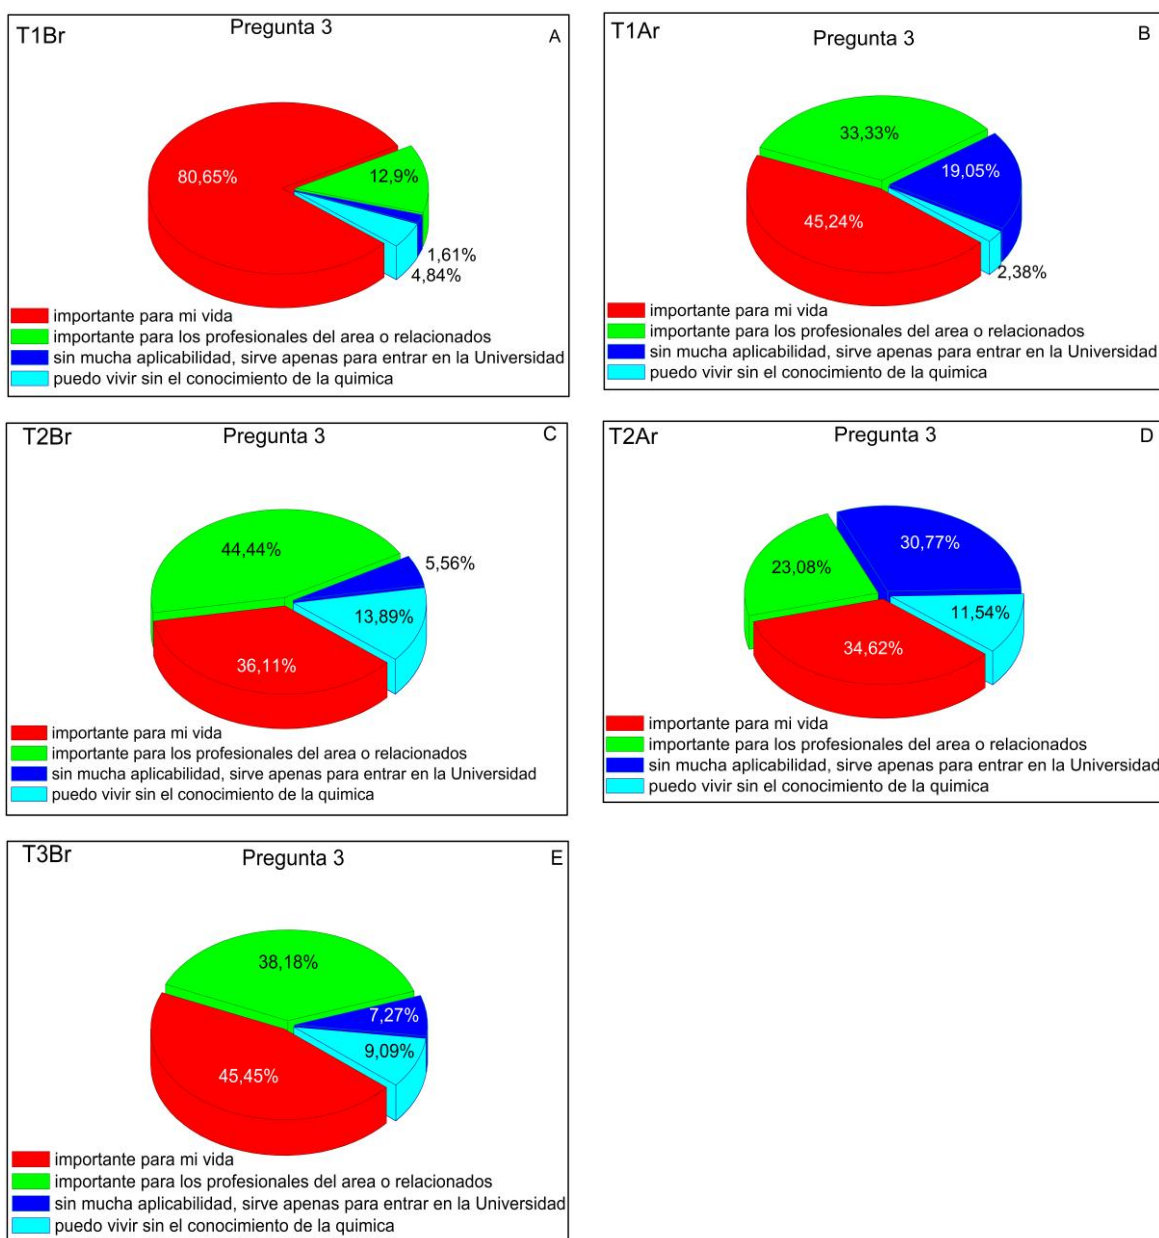 T1Br
Pregunta 3
A
80,65%
12,9%
1,61%
4,84%
importante para mi vida
importante para los profesionales del area o relacionados
sin mucha aplicabilidad, sirve apenas para entrar en la Universidad
puedo vivir sin el conocimiento de la quimica
T1Ar
Pregunta 3
B
33,33%
19,05%
45,24%
2,38%
importante para mi vida
importante para los profesionales del area o relacionados
sin mucha aplicabilidad, sirve apenas para entrar en la Universidad
puedo vivir sin el conocimiento de la quimica
T2Br
Pregunta 3
C
44,44%
5,56%
13,89%
36,11%
importante para mi vida
importante para los profesionales del area o relacionados
sin mucha aplicabilidad, sirve apenas para entrar en la Universidad
puedo vivir sin el conocimiento de la quimica
T2Ar
Pregunta 3
D
30,77%
23,08%
11,54%
34,62%
importante para mi vida
importante para los profesionales del area o relacionados
sin mucha aplicabilidad, sirve apenas para entrar en la Universidad
puedo vivir sin el conocimiento de la quimica
T3Br
Pregunta 3
E
38,18%
7,27%
9,09%
45,45%
importante para mi vida
importante para los profesionales del area o relacionados
sin mucha aplicabilidad, sirve apenas para entrar en la Universidad
puedo vivir sin el conocimiento de la quimica